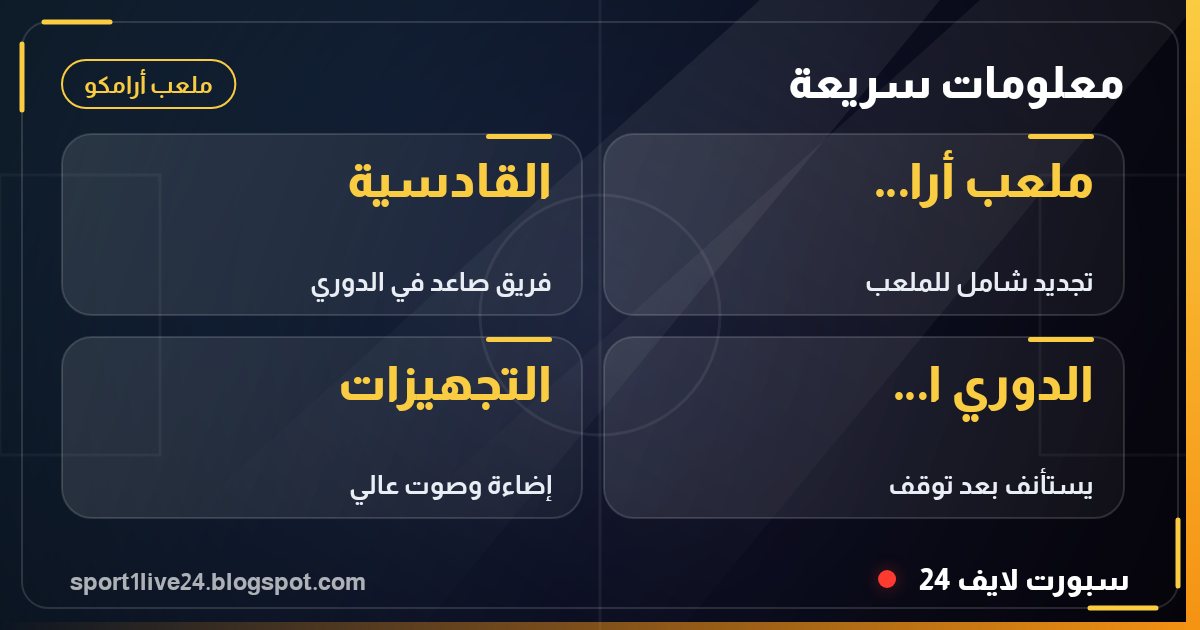 معلومات سريعة
ملعب أرامكو
ملعب أرا...
تجديد شامل للملعب
القادسية
فريق صاعد في الدوري
الدوري ا...
يستأنف بعد توقف
التجهيزات
إضاءة وصوت عالي
سبورت لايف 24
sport1live24.blogspot.com